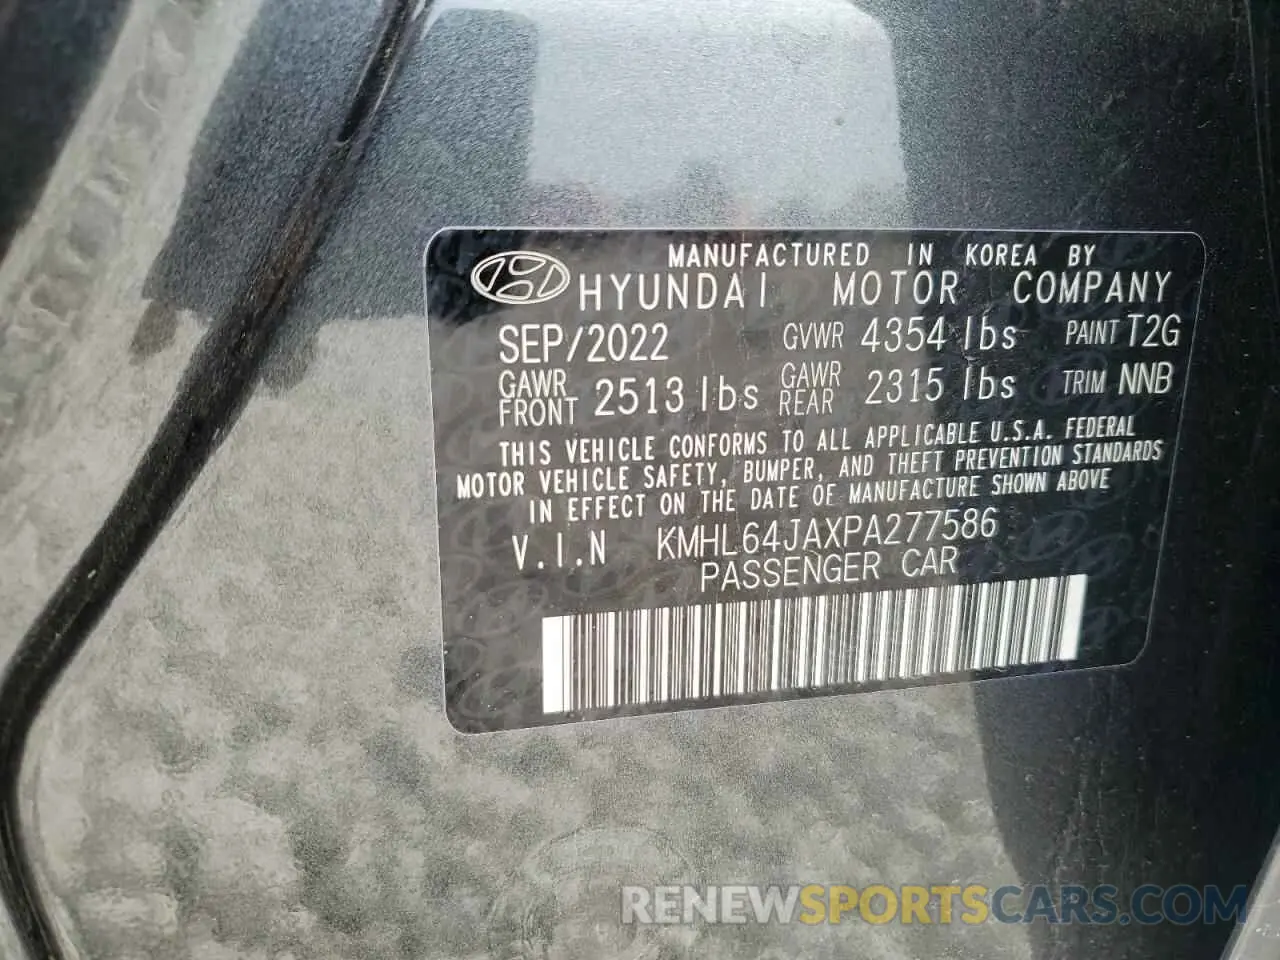 MANUFACTURED IN KOREA BY
HYUNDAI MOTOR COMPANY
SEP/2022 GVWR 4354 lbs PAINT T2G
GAWR FRONT 2513 lbs GAWR REAR 2315 lbs TRIM NNB
THIS VEHICLE CONFORMS TO ALL APPLICABLE U.S.A. FEDERAL
MOTOR VEHICLE SAFETY, BUMPER, AND THEFT PREVENTION STANDARDS
IN EFFECT ON THE DATE OF MANUFACTURE SHOWN ABOVE
V.I.N KMHL64JAXPA277586
PASSENGER CAR
RENEWSPORTSCARS.COM